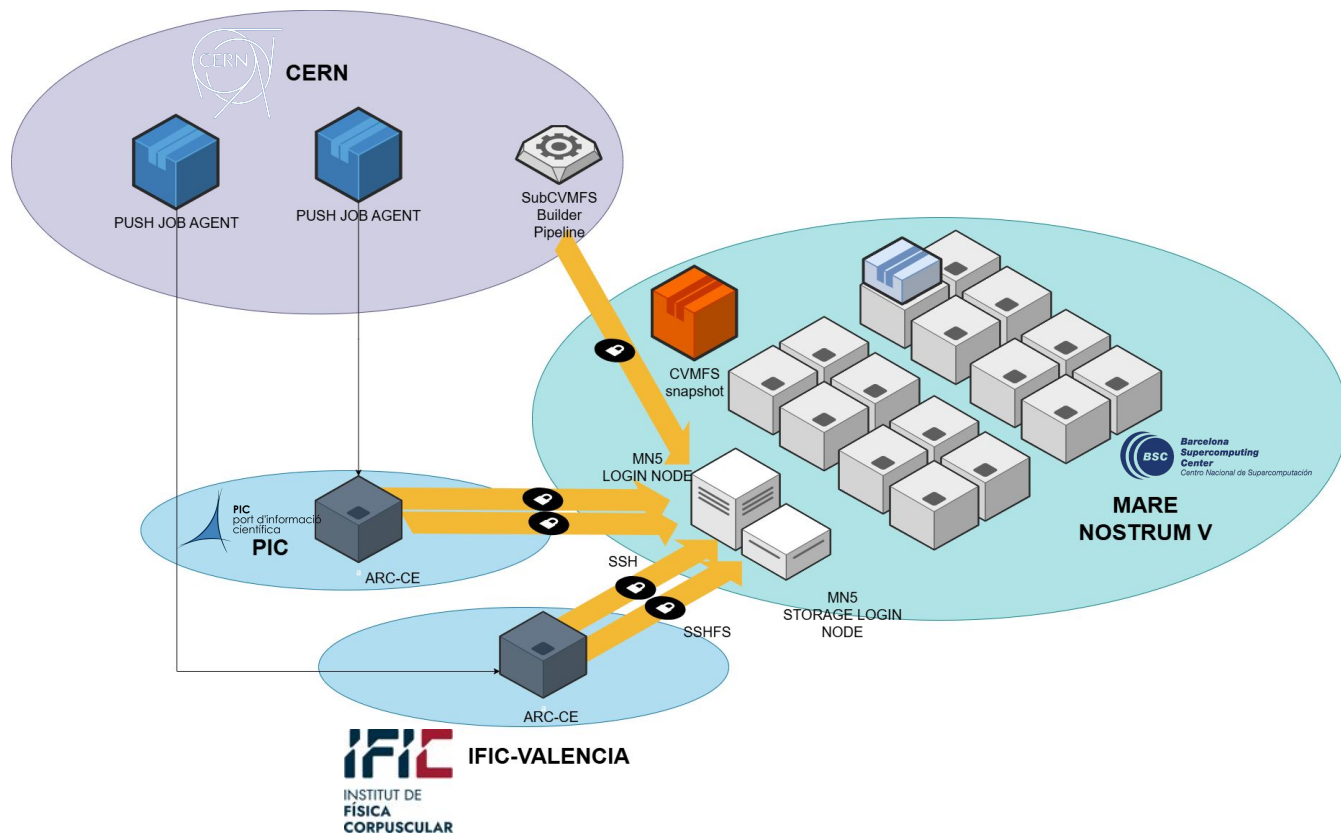 CERN
CERN
PUSH JOB AGENT
PUSH JOB AGENT
SubCVMFS
Builder
Pipeline
CVMFS
snapshot
MN5
LOGIN NODE
BSC
Barcelona
Supercomputing
Center
Centro Nacional de Supercomputación
MARE
NOSTRUM V
PIC
port d'informació
científica
PIC
ARC-CE
SSH
SSHFS
MN5
STORAGE LOGIN
NODE
ARC-CE
IFIC
INSTITUT DE
FÍSICA
CORPUSCULAR
IFIC-VALENCIA